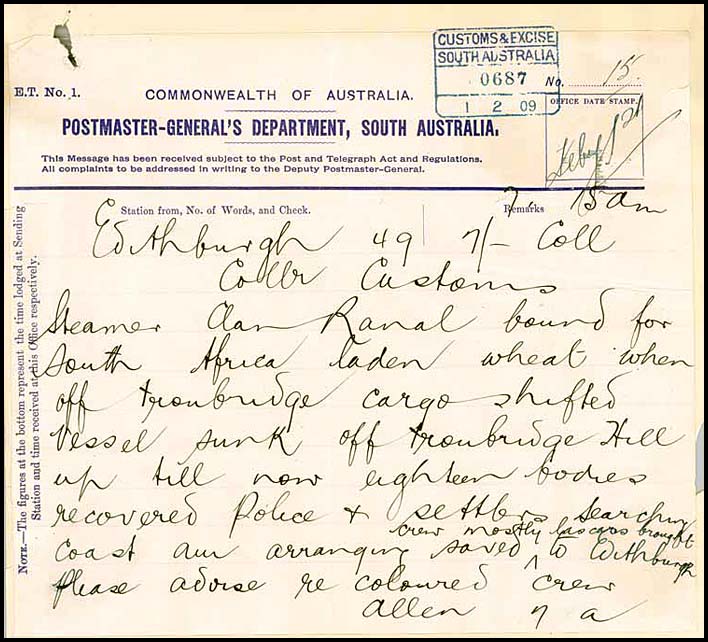 CUSTOMS & EXCISE
SOUTH AUSTRALIA
0687
1 2 09
No. 15.
E.T. No. 1.
COMMONWEALTH OF AUSTRALIA.
OFFICE DATE STAMP.
POSTMASTER-GENERAL'S DEPARTMENT, SOUTH AUSTRALIA.
Feby 1st
This Message has been received subject to the Post and Telegraph Act and Regulations.
All complaints to be addressed in writing to the Deputy Postmaster-General.
Station from, No. of Words, and Check.
Remarks
7. 15 am
Edithburgh 49 7/- Coll
Collr Customs
Steamer Clan Ranal bound for
South Africa laden wheat when
off Troubridge cargo shifted
Vessel sunk off Troubridge Hill
up till now eighteen bodies
recovered Police & settlers searching
crew mostly lascars brought
Coast am arranging saved ^ to Edithburgh
Please advise re coloured crew
Allen 7 a
NOTE.—The figures at the bottom represent the time lodged at Sending
Station and time received at this Office respectively.